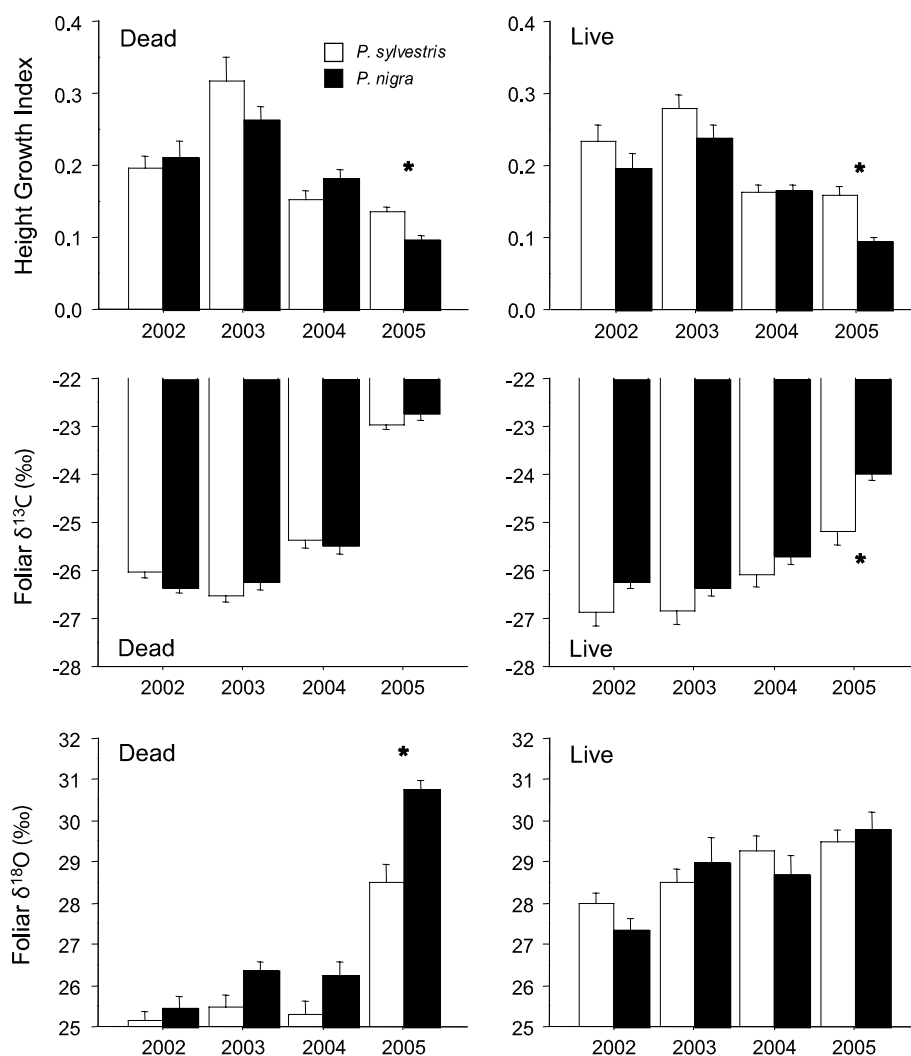 Height Growth Index
0.4
0.3
0.2
0.1
0.0
Dead
P. sylvestris
P. nigra
*
2002 2003 2004 2005
0.4
0.3
0.2
0.1
0.0
Live
*
2002 2003 2004 2005
Foliar δ¹³C (‰)
-22
-23
-24
-25
-26
-27
-28
Dead
2002 2003 2004 2005
-22
-23
-24
-25
-26
-27
-28
*
Live
2002 2003 2004 2005
Foliar δ¹⁸O (‰)
32
31
30
29
28
27
26
25
Dead
*
2002 2003 2004 2005
32
31
30
29
28
27
26
25
Live
2002 2003 2004 2005